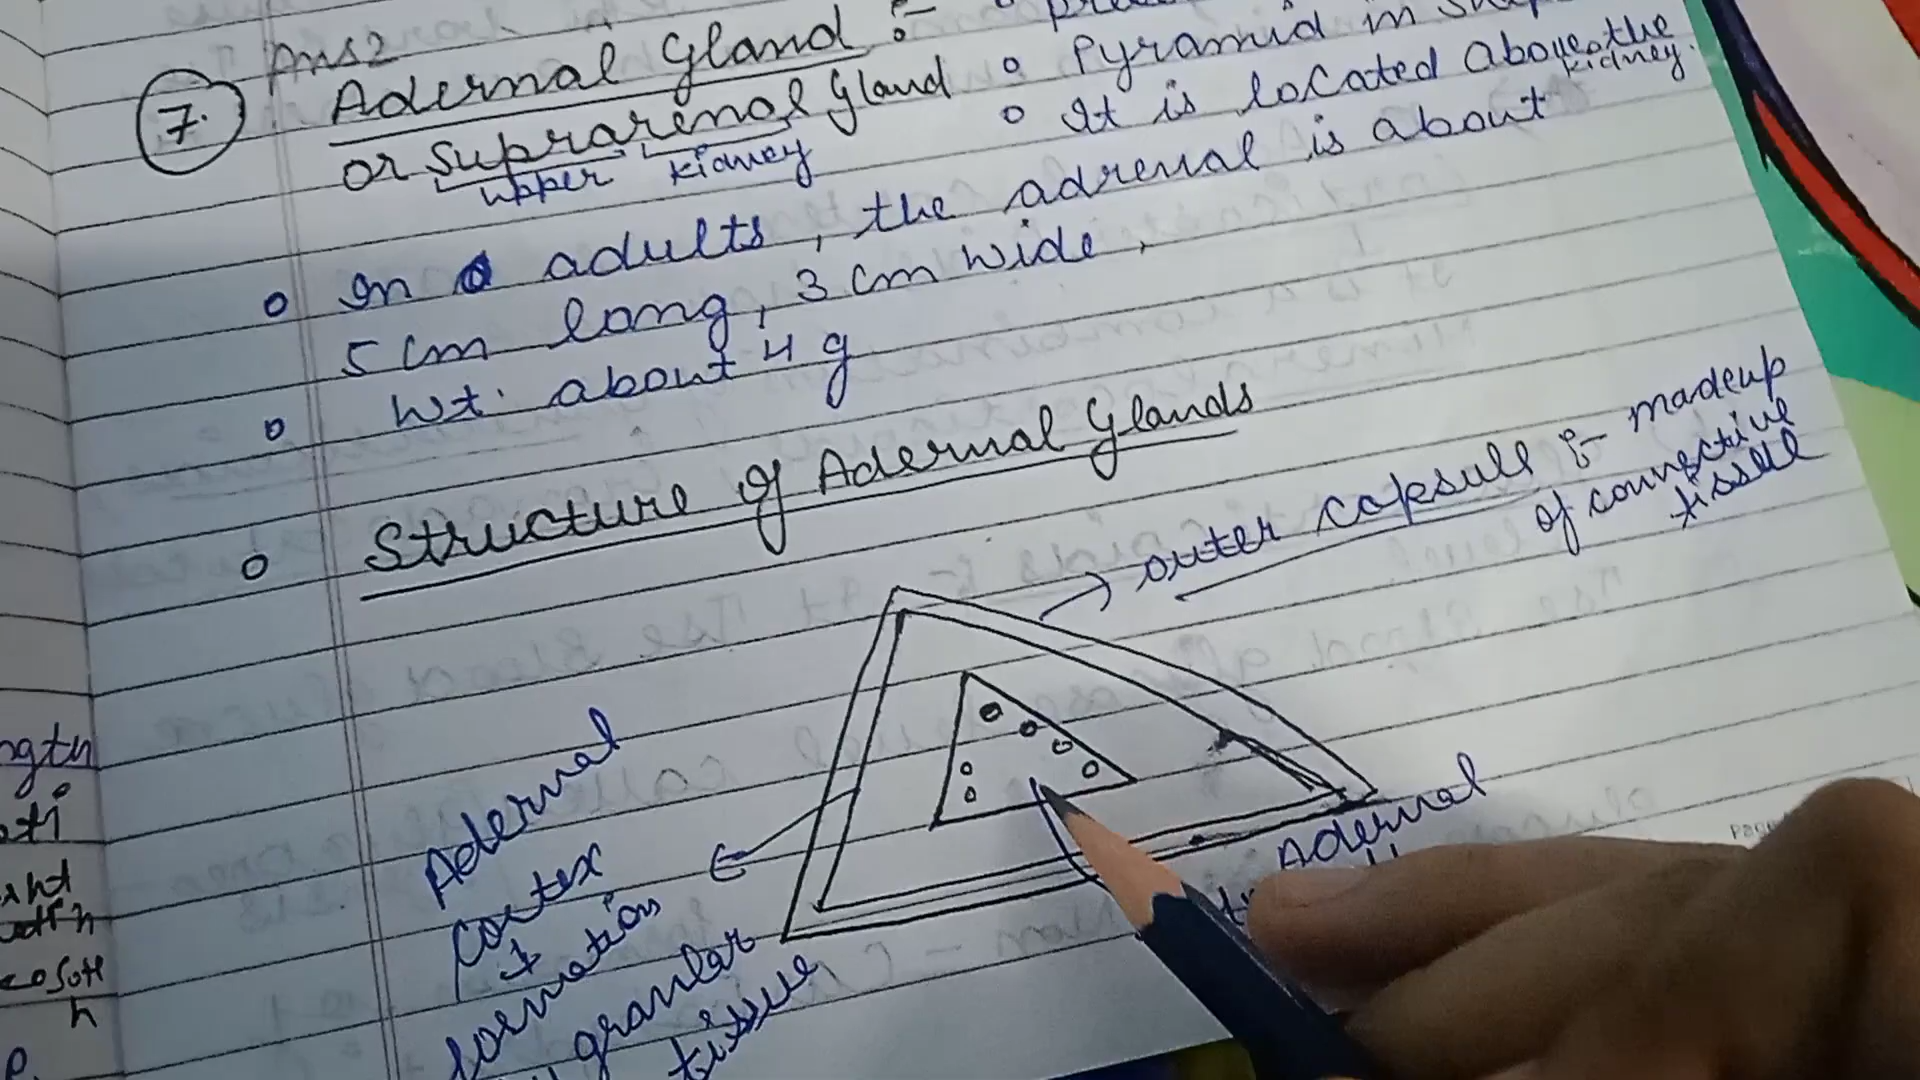 Ans2
7. Adernal Gland :-
or Suprarenal Gland
upper kidney
o Pyramid in
o It is located above the
kidney.
o In adults, the adrenal is about
5 cm long, 3 cm wide,
o wt. about 4 g
o Structure of Adernal Glands
outer capsule :- madeup
of connective
tissue
Adernal
cortex
formation
granular
tissue
Adernal
ngth